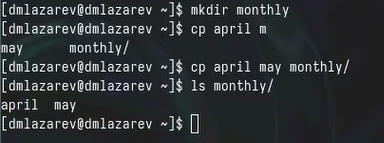 [dmlazarev@dmlazarev ~]$ mkdir monthly
[dmlazarev@dmlazarev ~]$ cp april m
may      monthly/
[dmlazarev@dmlazarev ~]$ cp april may monthly/
[dmlazarev@dmlazarev ~]$ ls monthly/
april  may
[dmlazarev@dmlazarev ~]$